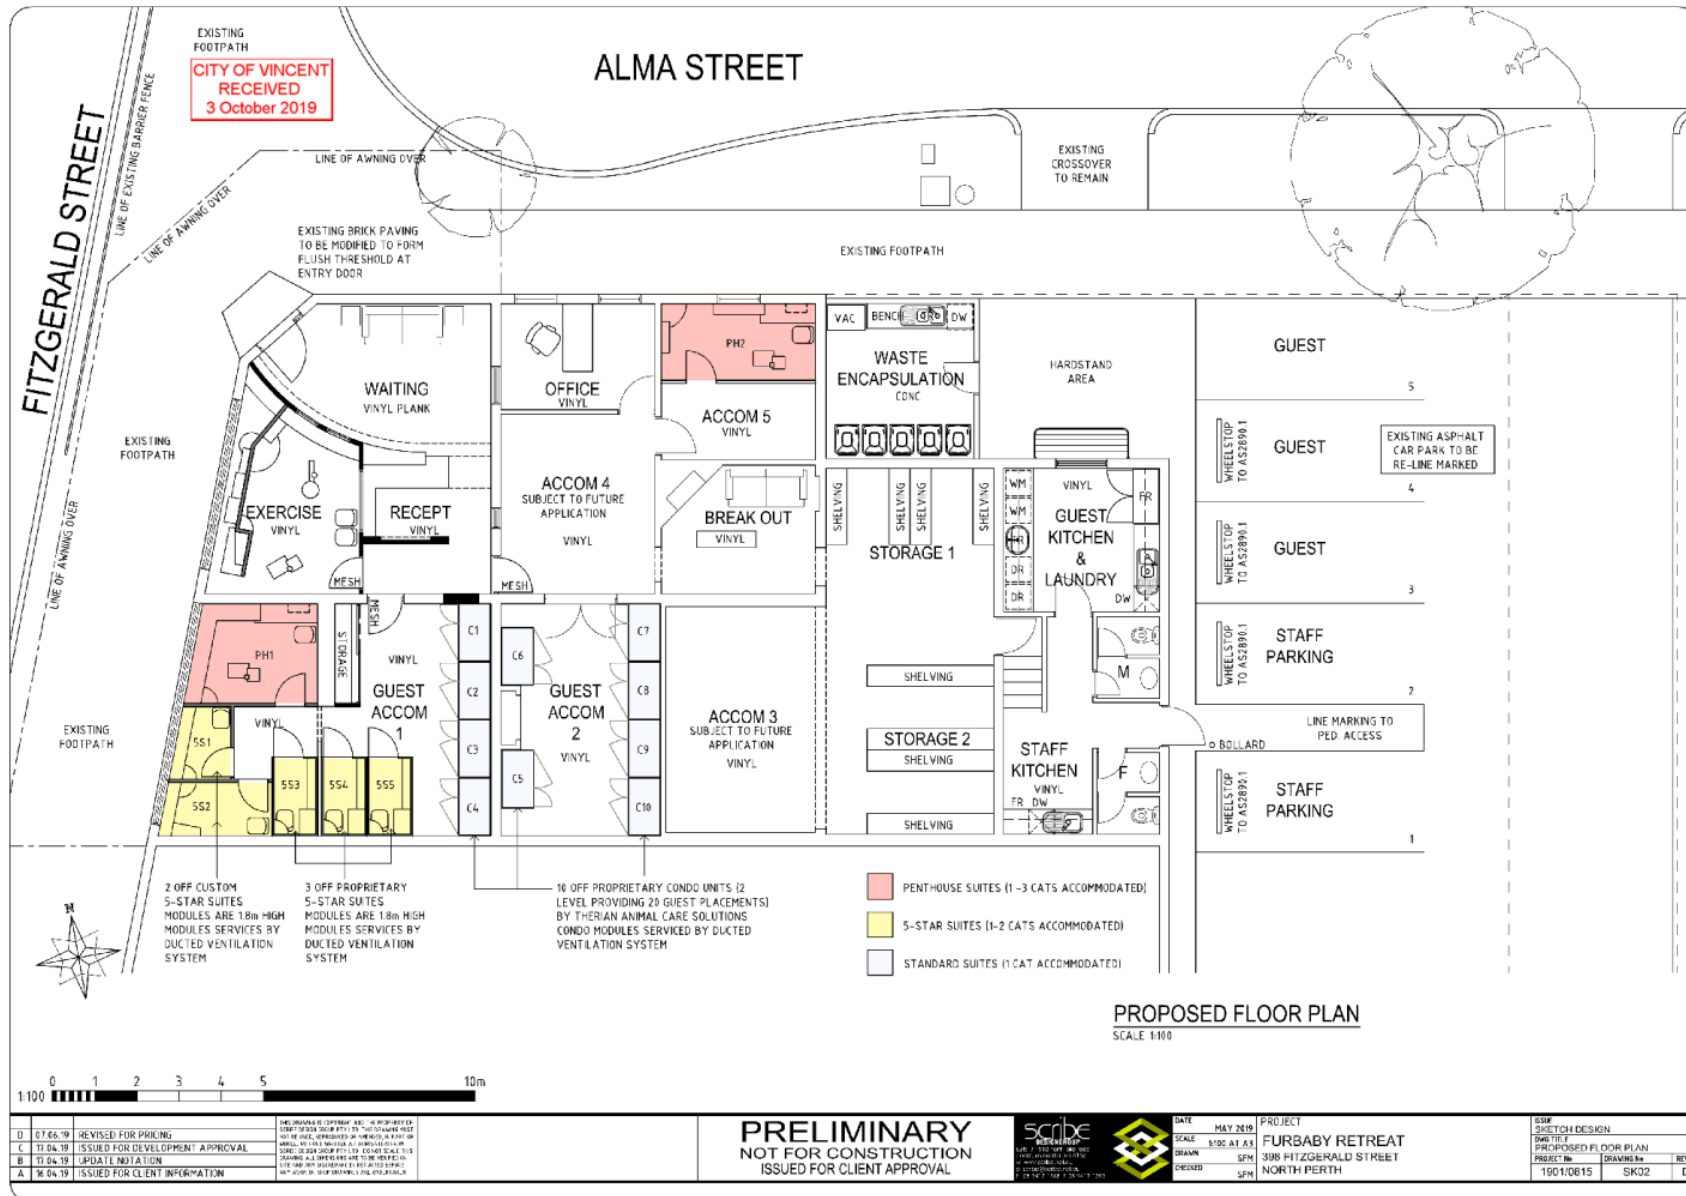 EXISTING
FOOTPATH
CITY OF VINCENT
RECEIVED
3 October 2019
ALMA STREET
FITZGERALD STREET
LINE OF EXISTING BARRIER FENCE
LINE OF AWNING OVER
LINE OF AWNING OVER
EXISTING
CROSSOVER
TO REMAIN
EXISTING BRICK PAVING
TO BE MODIFIED TO FORM
FLUSH THRESHOLD AT
ENTRY DOOR
EXISTING FOOTPATH
EXISTING
FOOTPATH
LINE OF AWNING OVER
EXISTING
FOOTPATH
WAITING
VINYL PLANK
OFFICE
VINYL
PH2
ACCOM 5
VINYL
VAC
BENCH
DW
WASTE
ENCAPSULATION
CONC
HARDSTAND
AREA
GUEST
5
WHEELSTOP
TO AS2890.1
GUEST
4
EXISTING ASPHALT
CAR PARK TO BE
RE-LINE MARKED
WHEELSTOP
TO AS2890.1
GUEST
3
WHEELSTOP
TO AS2890.1
STAFF
PARKING
2
LINE MARKING TO
PED. ACCESS
BOLLARD
WHEELSTOP
TO AS2890.1
STAFF
PARKING
1
EXERCISE
VINYL
MESH
RECEPT
VINYL
ACCOM 4
SUBJECT TO FUTURE
APPLICATION
VINYL
MESH
BREAK OUT
VINYL
SHELVING
SHELVING
SHELVING
SHELVING
STORAGE 1
WM
WM
DR
DR
VINYL
FR
GUEST
KITCHEN
&
LAUNDRY
DW
PH1
STORAGE
MESH
VINYL
GUEST
ACCOM
1
C1
C2
C3
C4
C6
C5
GUEST
ACCOM
2
VINYL
C7
C8
C9
C10
ACCOM 3
SUBJECT TO FUTURE
APPLICATION
VINYL
SHELVING
STORAGE 2
SHELVING
SHELVING
M
STAFF
KITCHEN
VINYL
FR DW
F
5S1
VINYL
5S2
5S3
5S4
5S5
2 OFF CUSTOM
5-STAR SUITES
MODULES ARE 1.8m HIGH
MODULES SERVICES BY
DUCTED VENTILATION
SYSTEM
3 OFF PROPRIETARY
5-STAR SUITES
MODULES ARE 1.8m HIGH
MODULES SERVICES BY
DUCTED VENTILATION
SYSTEM
10 OFF PROPRIETARY CONDO UNITS (2
LEVEL PROVIDING 20 GUEST PLACEMENTS)
BY THERIAN ANIMAL CARE SOLUTIONS
CONDO MODULES SERVICED BY DUCTED
VENTILATION SYSTEM
PENTHOUSE SUITES (1 -3 CATS ACCOMMODATED)
5-STAR SUITES (1-2 CATS ACCOMMODATED)
STANDARD SUITES (1 CAT ACCOMMODATED)
N
PROPOSED FLOOR PLAN
SCALE 1:100
1:100 0 1 2 3 4 5 10m
D 07.06.19 REVISED FOR PRICING
C 17.04.19 ISSUED FOR DEVELOPMENT APPROVAL
B 17.04.19 UPDATE NOTATION
A 16.04.19 ISSUED FOR CLIENT INFORMATION
PRELIMINARY
NOT FOR CONSTRUCTION
ISSUED FOR CLIENT APPROVAL
scribe
DESIGN GROUP
DATE MAY 2019
SCALE 1:100 AT A3
DRAWN SFM
CHECKED SFM
PROJECT
FURBABY RETREAT
398 FITZGERALD STREET
NORTH PERTH
ISSUE
SKETCH DESIGN
DWG TITLE
PROPOSED FLOOR PLAN
PROJECT No DRAWING No REV
1901/0615 SK02 D